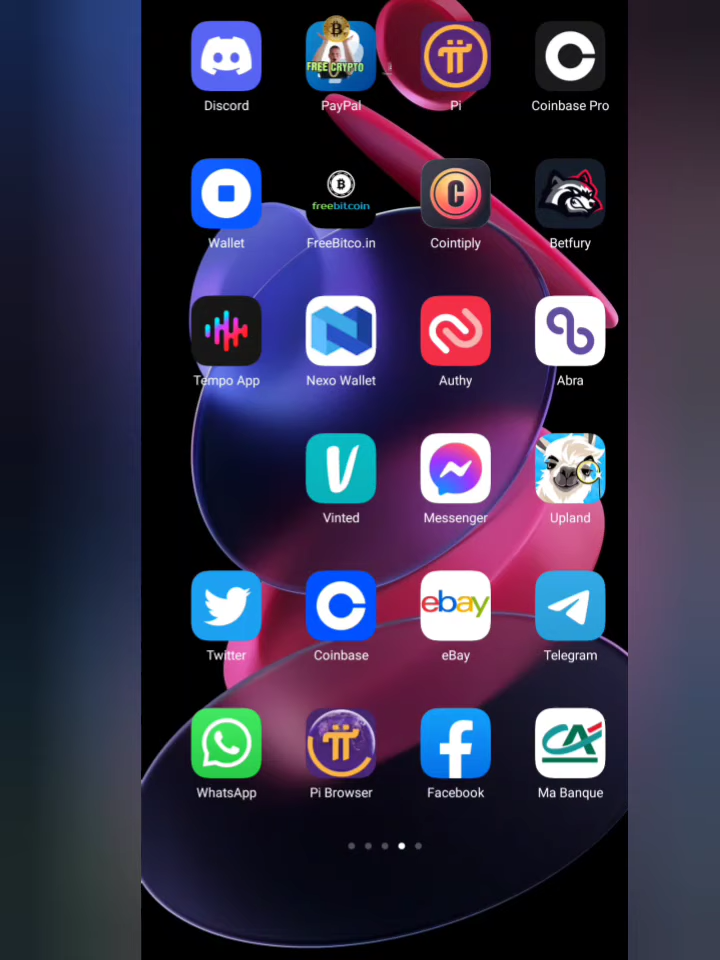 FREE CRYPTO
Discord
PayPal
Pi
Coinbase Pro
freebitcoin
Wallet
FreeBitco.in
Cointiply
Betfury
Tempo App
Nexo Wallet
Authy
Abra
Vinted
Messenger
Upland
ebay
Twitter
Coinbase
eBay
Telegram
WhatsApp
Pi Browser
Facebook
Ma Banque